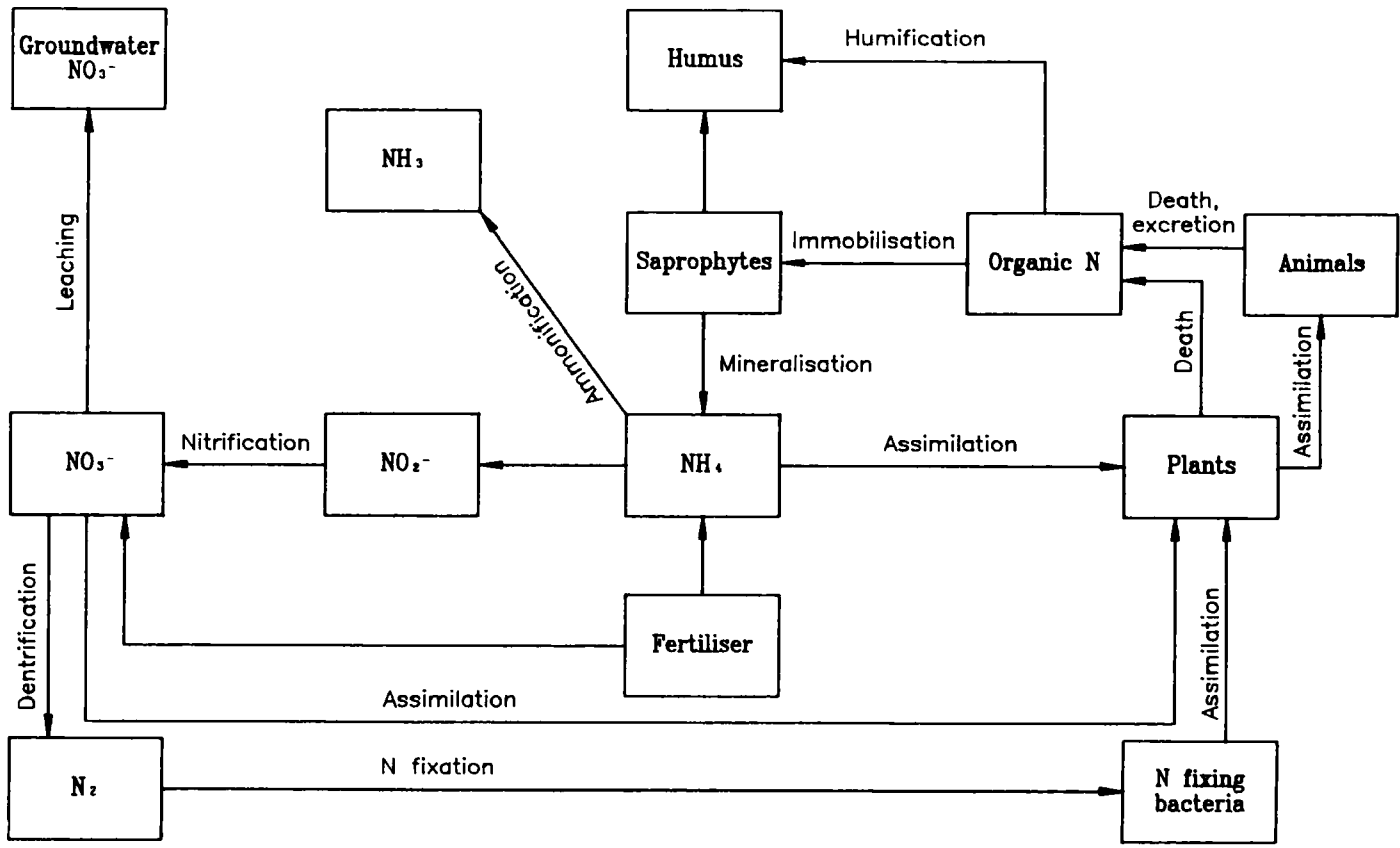 Groundwater
NO₃⁻
Humus
Humification
NH₃
Leaching
Ammonification
Saprophytes
Immobilisation
Organic N
Death,
excretion
Animals
Mineralisation
Death
Assimilation
NO₃⁻
Nitrification
NO₂⁻
NH₄
Assimilation
Plants
Dentrification
Fertiliser
Assimilation
Assimilation
N₂
N fixation
N fixing
bacteria